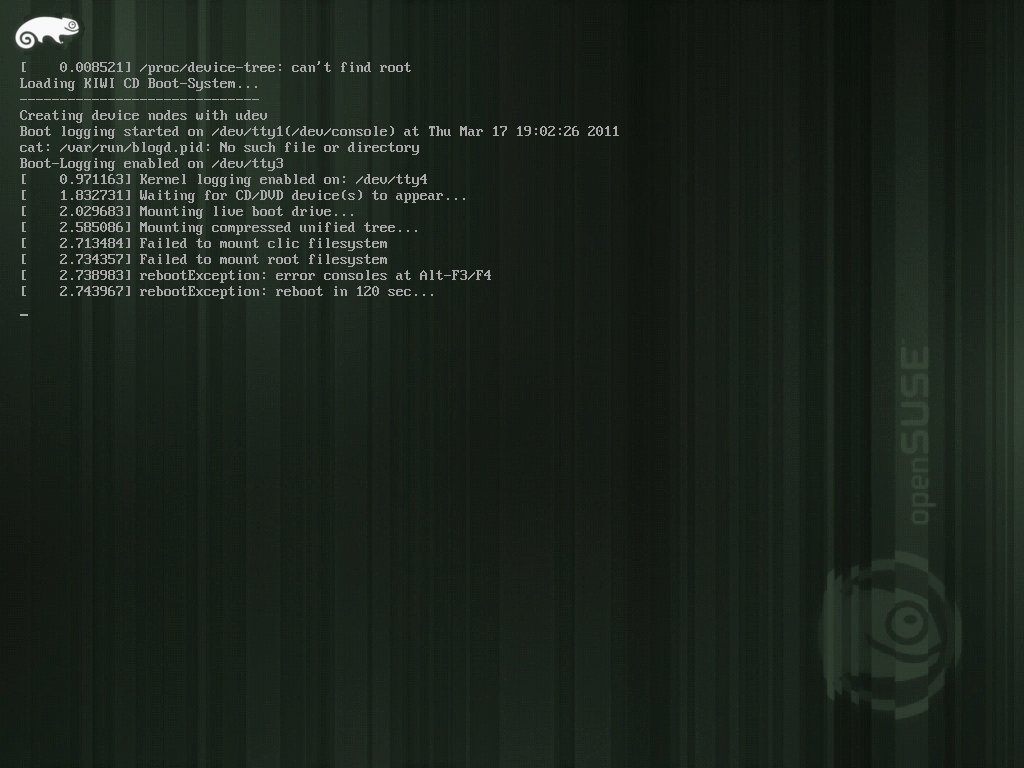 [    0.008521] /proc/device-tree: can't find root
Loading KIWI CD Boot-System...
------------------------------
Creating device nodes with udev
Boot logging started on /dev/tty1(/dev/console) at Thu Mar 17 19:02:26 2011
cat: /var/run/blogd.pid: No such file or directory
Boot-Logging enabled on /dev/tty3
[    0.971163] Kernel logging enabled on: /dev/tty4
[    1.832731] Waiting for CD/DVD device(s) to appear...
[    2.029683] Mounting live boot drive...
[    2.585086] Mounting compressed unified tree...
[    2.713484] Failed to mount clic filesystem
[    2.734357] Failed to mount root filesystem
[    2.738983] rebootException: error consoles at Alt-F3/F4
[    2.743967] rebootException: reboot in 120 sec...
_
openSUSE